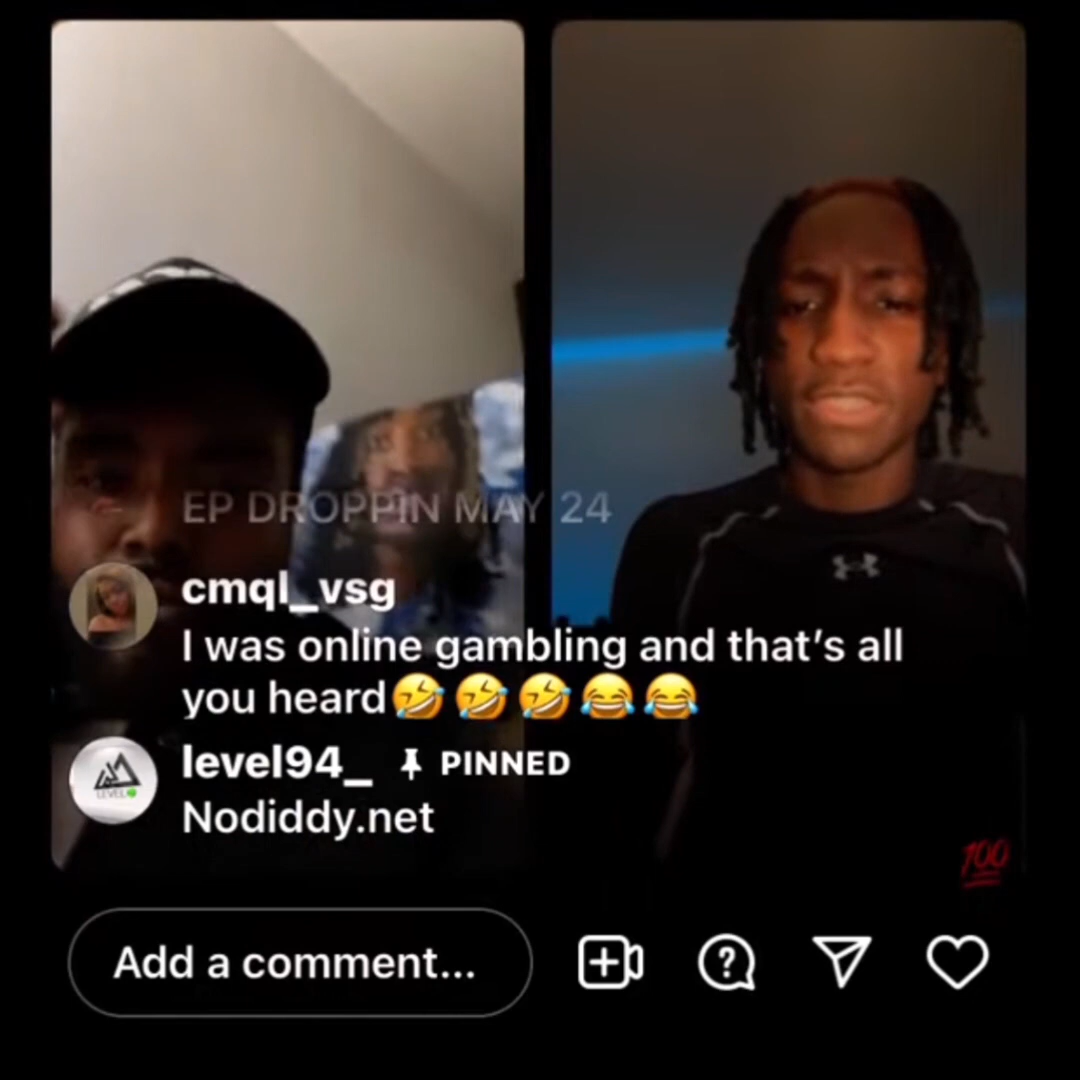 EP DROPPIN MAY 24
cmql_vsg
I was online gambling and that's all
you heard🤣🤣🤣😂😂
level94_ PINNED
LEVEL
Nodiddy.net
💯
Add a comment...